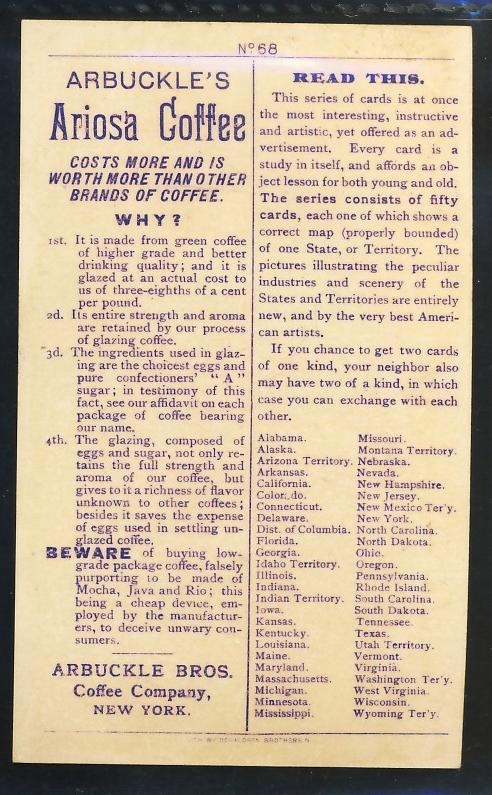 Nº68
ARBUCKLE'S
Ariosa Coffee
COSTS MORE AND IS
WORTH MORE THAN OTHER
BRANDS OF COFFEE.
WHY?
1st. It is made from green coffee
of higher grade and better
drinking quality; and it is
glazed at an actual cost to
us of three-eighths of a cent
per pound.
2d. Its entire strength and aroma
are retained by our process
of glazing coffee.
3d. The ingredients used in glaz-
ing are the choicest eggs and
pure confectioners' "A"
sugar; in testimony of this
fact, see our affidavit on each
package of coffee bearing
our name.
4th. The glazing, composed of
eggs and sugar, not only re-
tains the full strength and
aroma of our coffee, but
gives to it a richness of flavor
unknown to other coffees;
besides it saves the expense
of eggs used in settling un-
glazed coffee.
BEWARE of buying low-
grade package coffee, falsely
purporting to be made of
Mocha, Java and Rio; this
being a cheap device, em-
ployed by the manufactur-
ers, to deceive unwary con-
sumers.
ARBUCKLE BROS.
Coffee Company,
NEW YORK.
READ THIS.
This series of cards is at once
the most interesting, instructive
and artistic, yet offered as an ad-
vertisement. Every card is a
study in itself, and affords an ob-
ject lesson for both young and old.
The series consists of fifty
cards, each one of which shows a
correct map (properly bounded)
of one State, or Territory. The
pictures illustrating the peculiar
industries and scenery of the
States and Territories are entirely
new, and by the very best Ameri-
can artists.
If you chance to get two cards
of one kind, your neighbor also
may have two of a kind, in which
case you can exchange with each
other.
Alabama.
Alaska.
Arizona Territory.
Arkansas.
California.
Colorado.
Connecticut.
Delaware.
Dist. of Columbia.
Florida.
Georgia.
Idaho Territory.
Illinois.
Indiana.
Indian Territory.
Iowa.
Kansas.
Kentucky.
Louisiana.
Maine.
Maryland.
Massachusetts.
Michigan.
Minnesota.
Mississippi.
Missouri.
Montana Territory.
Nebraska.
Nevada.
New Hampshire.
New Jersey.
New Mexico Ter'y.
New York.
North Carolina.
North Dakota.
Ohio.
Oregon.
Pennsylvania.
Rhode Island.
South Carolina.
South Dakota.
Tennessee.
Texas.
Utah Territory.
Vermont.
Virginia.
Washington Ter'y.
West Virginia.
Wisconsin.
Wyoming Ter'y.
BROTHERS